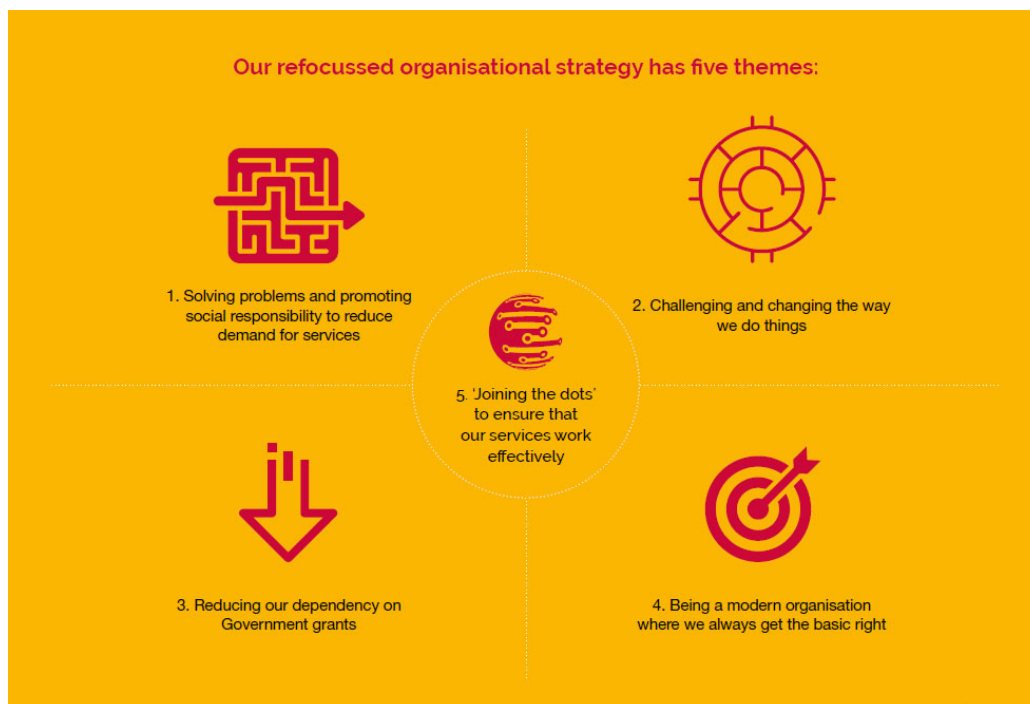 Our refocussed organisational strategy has five themes:
1. Solving problems and promoting
social responsibility to reduce
demand for services
2. Challenging and changing the way
we do things
5. ‘Joining the dots’
to ensure that
our services work
effectively
3. Reducing our dependency on
Government grants
4. Being a modern organisation
where we always get the basic right